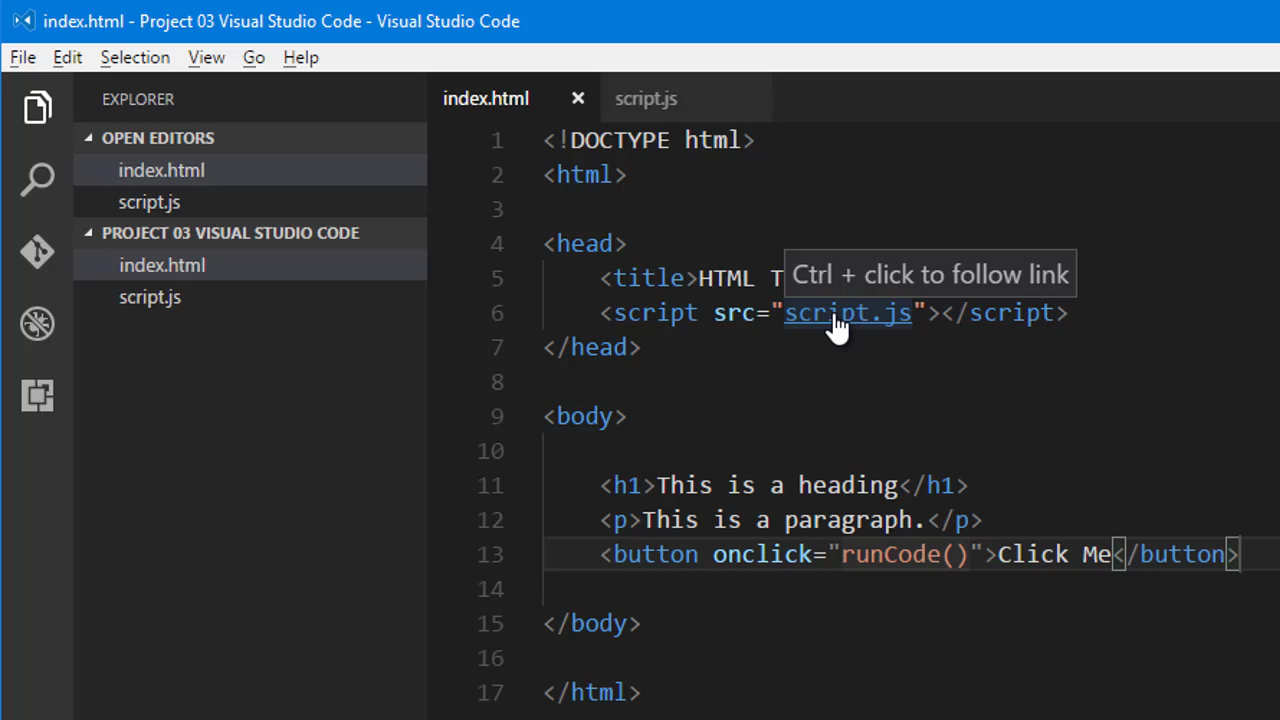 index.html - Project 03 Visual Studio Code - Visual Studio Code
File Edit Selection View Go Help
EXPLORER
OPEN EDITORS
index.html
script.js
PROJECT 03 VISUAL STUDIO CODE
index.html
script.js
index.html × script.js
1 <!DOCTYPE html>
2 <html>
3
4 <head>
Ctrl + click to follow link
5 <title>HTML T
6 <script src="script.js"></script>
7 </head>
8
9 <body>
10
11 <h1>This is a heading</h1>
12 <p>This is a paragraph.</p>
13 <button onclick="runCode()">Click Me</button>
14
15 </body>
16
17 </html>